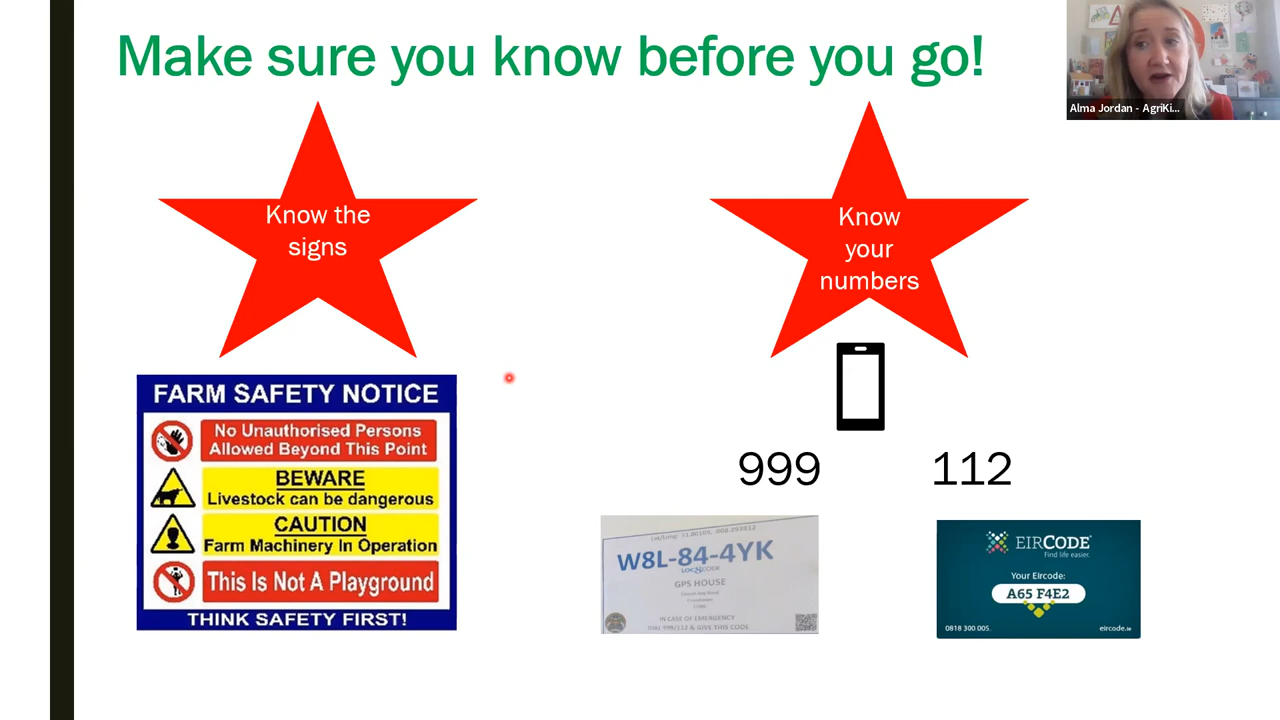 Make sure you know before you go!
Alma Jordan - AgriKi...
Know the
signs
Know
your
numbers
FARM SAFETY NOTICE
No Unauthorised Persons
Allowed Beyond This Point
BEWARE
Livestock can be dangerous
CAUTION
Farm Machinery In Operation
This Is Not A Playground
THINK SAFETY FIRST!
999
112
W8L-84-4YK
GPS HOUSE
IN CASE OF EMERGENCY
DIAL 999/112 & GIVE THIS CODE
EIRCODE
Find life easier.
Your Eircode:
A65 F4E2
0818 300 005.
eircode.ie